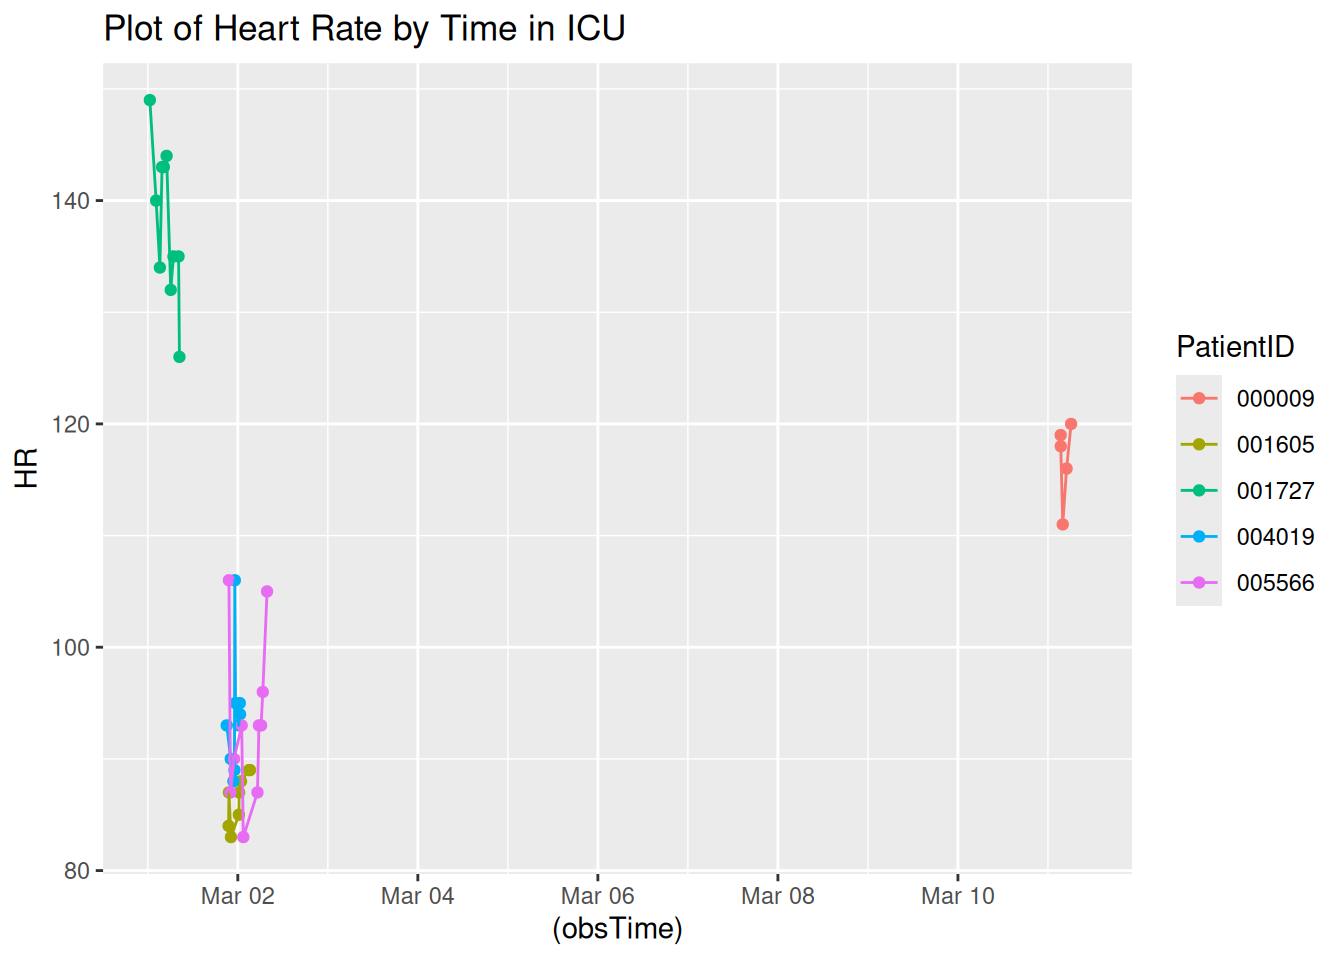 Plot of Heart Rate by Time in ICU
140
120
100
80
HR
Mar 02
Mar 04
Mar 06
Mar 08
Mar 10
(obsTime)
PatientID
000009
001605
001727
004019
005566